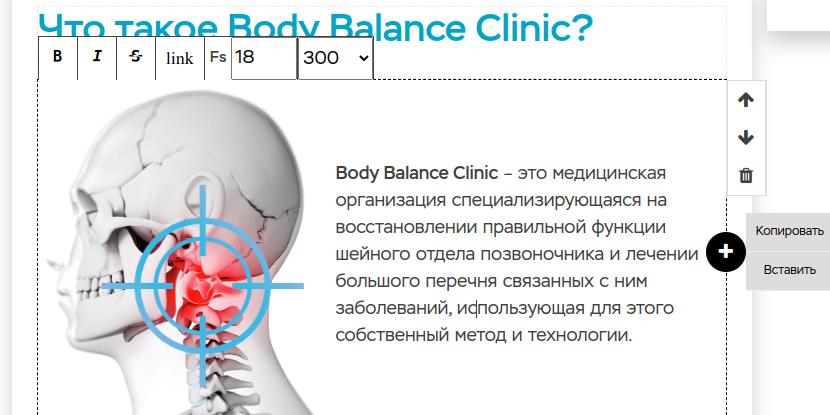 Что такое Body Balance Clinic?
B I S link Fs 18 300
Body Balance Clinic – это медицинская
организация специализирующаяся на
восстановлении правильной функции
шейного отдела позвоночника и лечении
большого перечня связанных с ним
заболеваний, использующая для этого
собственный метод и технологии.
Копировать
Вставить